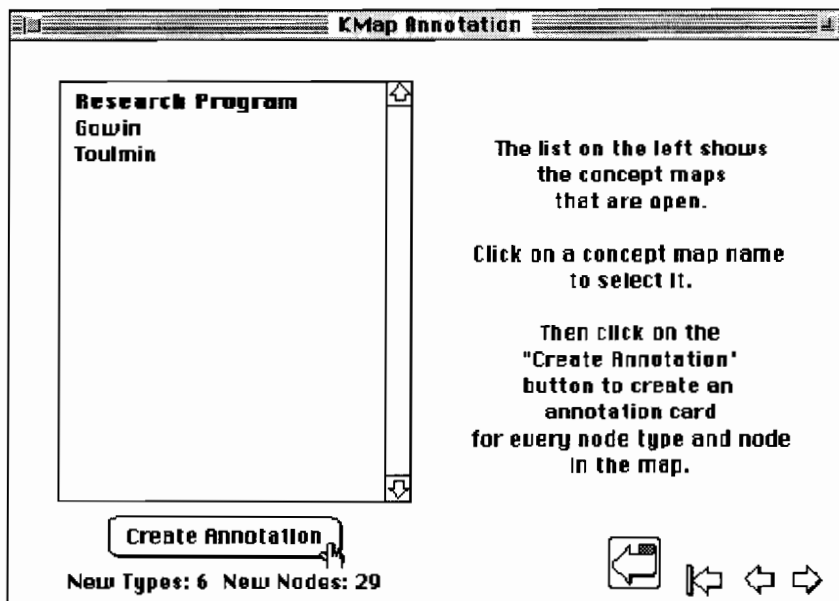 KMap Annotation
Research Program
Gowin
Toulmin
The list on the left shows
the concept maps
that are open.
Click on a concept map name
to select it.
Then click on the
"Create Annotation"
button to create an
annotation card
for every node type and node
in the map.
Create Annotation
New Types: 6 New Nodes: 29